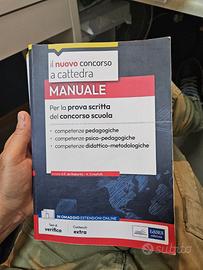 il nuovo concorso
a cattedra
MANUALE
Per la prova scritta
del concorso scuola
• competenze pedagogiche
• competenze psico-pedagogiche
• competenze didattico-metodologiche
IN OMAGGIO ESTENSIONI ONLINE
Test di
verifica
Contenuti
extra
EdiSES
subito